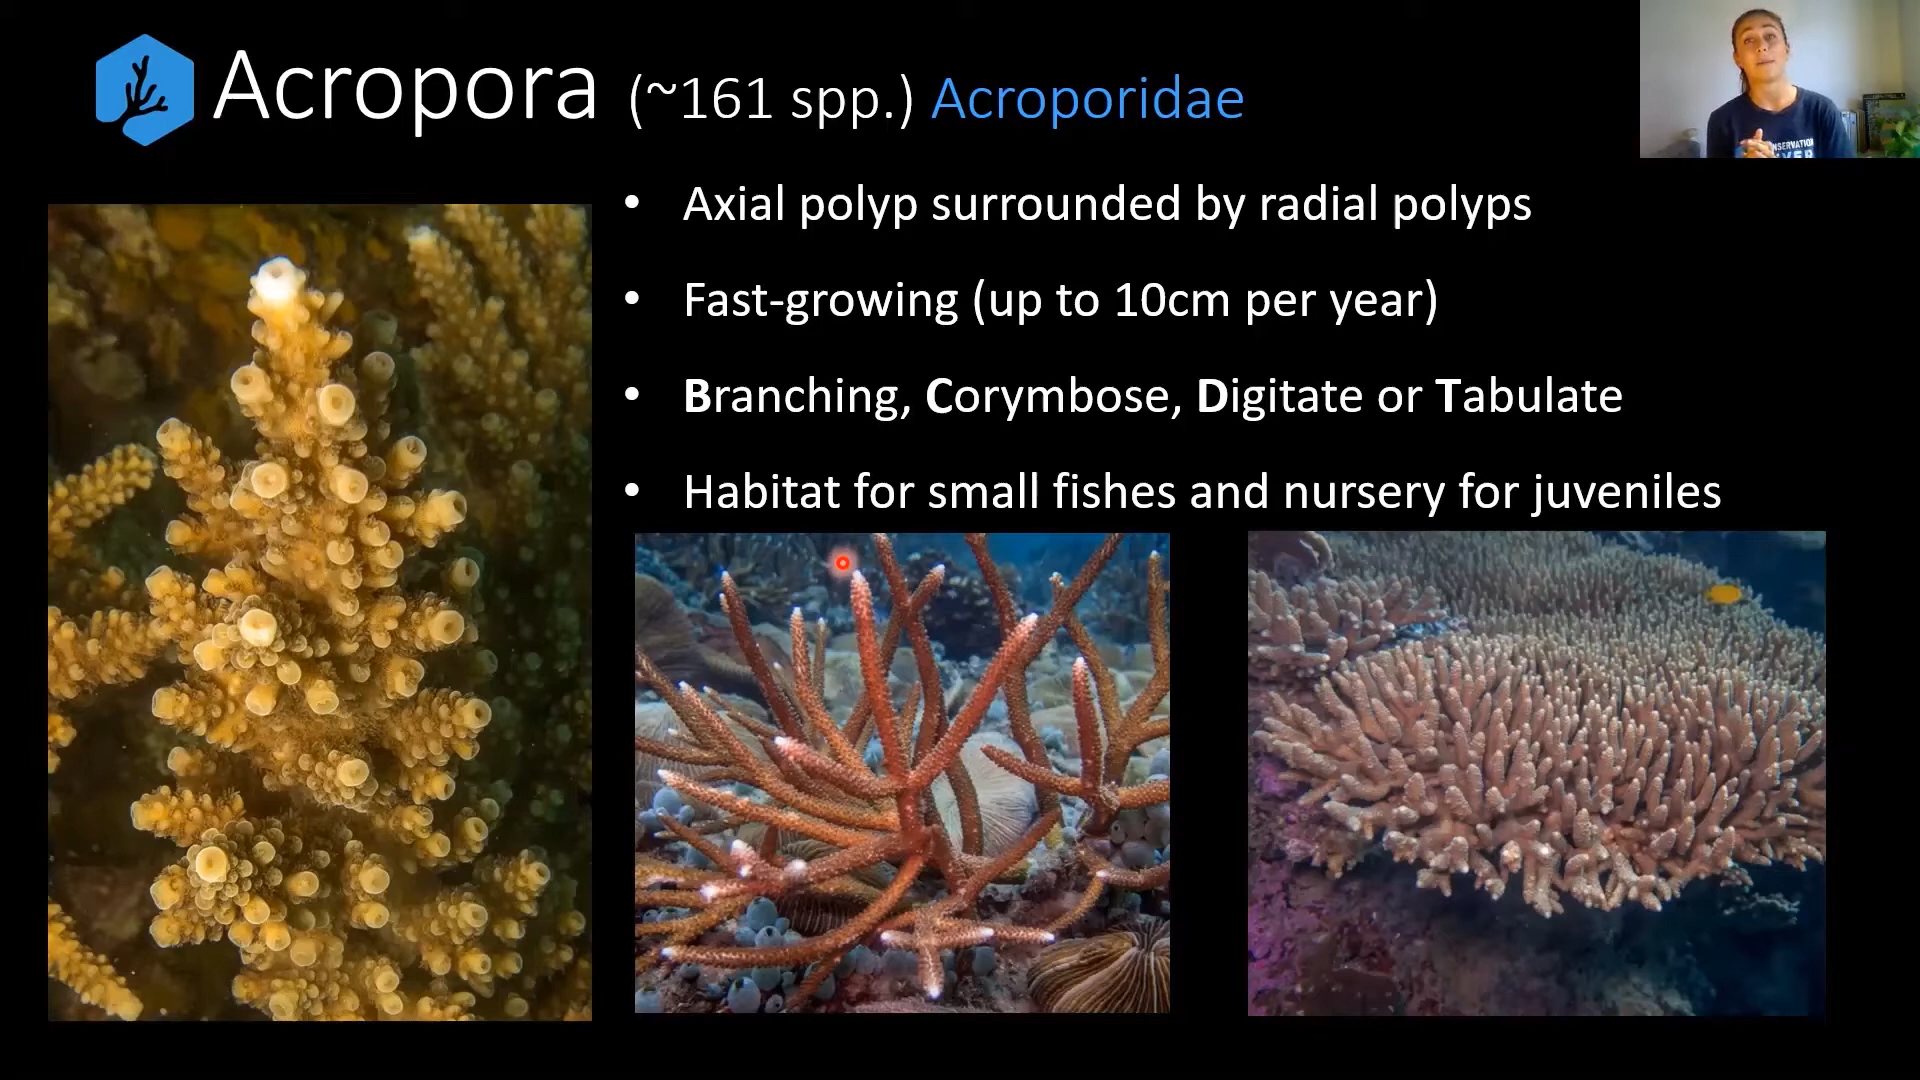 Acropora (~161 spp.) Acroporidae
• Axial polyp surrounded by radial polyps
• Fast-growing (up to 10cm per year)
• Branching, Corymbose, Digitate or Tabulate
• Habitat for small fishes and nursery for juveniles